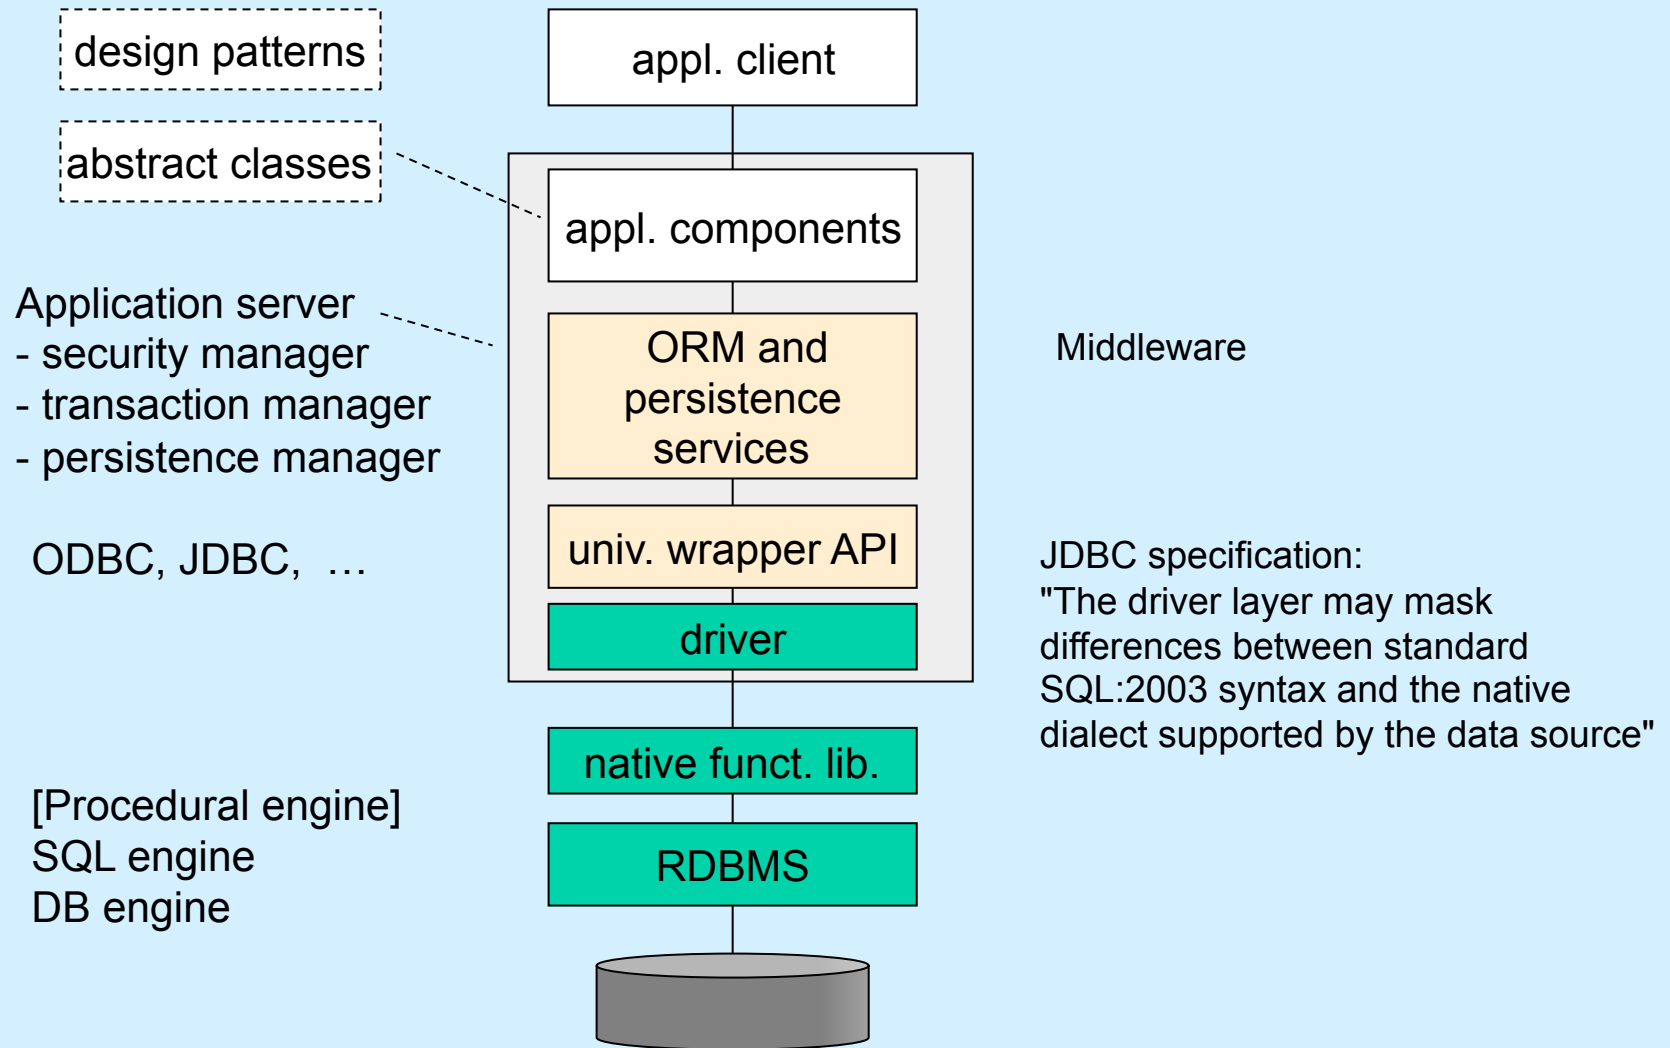 design patterns
appl. client
abstract classes
appl. components
Application server
- security manager
- transaction manager
- persistence manager
ORM and
persistence
services
Middleware
ODBC, JDBC,  …
univ. wrapper API
driver
JDBC specification:
"The driver layer may mask
differences between standard
SQL:2003 syntax and the native
dialect supported by the data source"
native funct. lib.
[Procedural engine]
SQL engine
DB engine
RDBMS